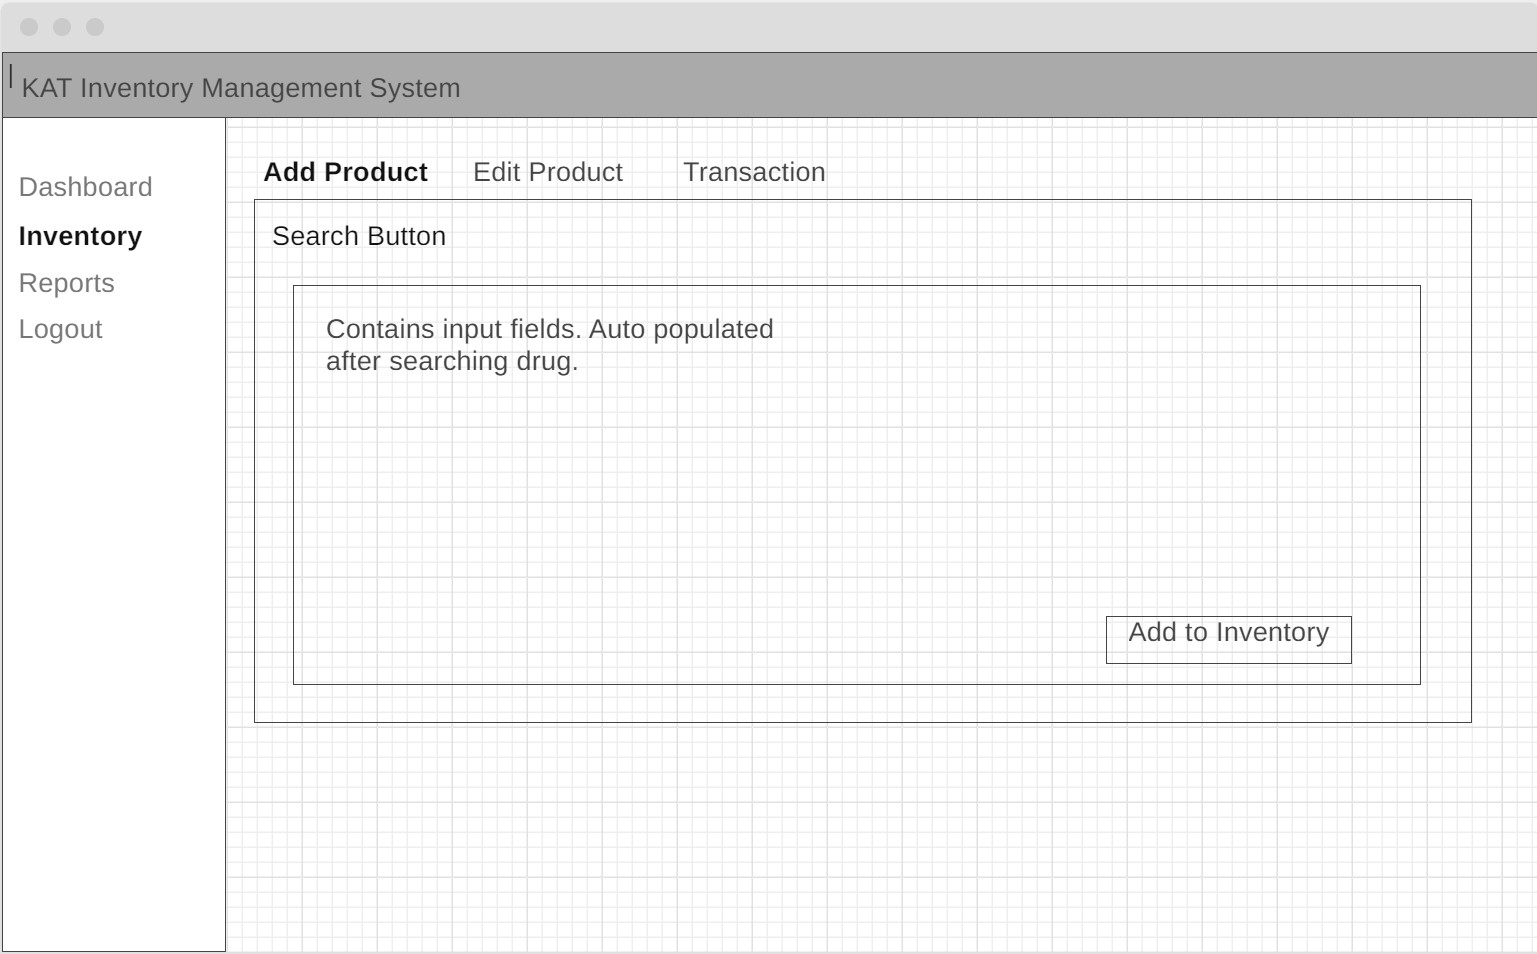 KAT Inventory Management System
Dashboard
Inventory
Reports
Logout
Add Product Edit Product Transaction
Search Button
Contains input fields. Auto populated
after searching drug.
Add to Inventory